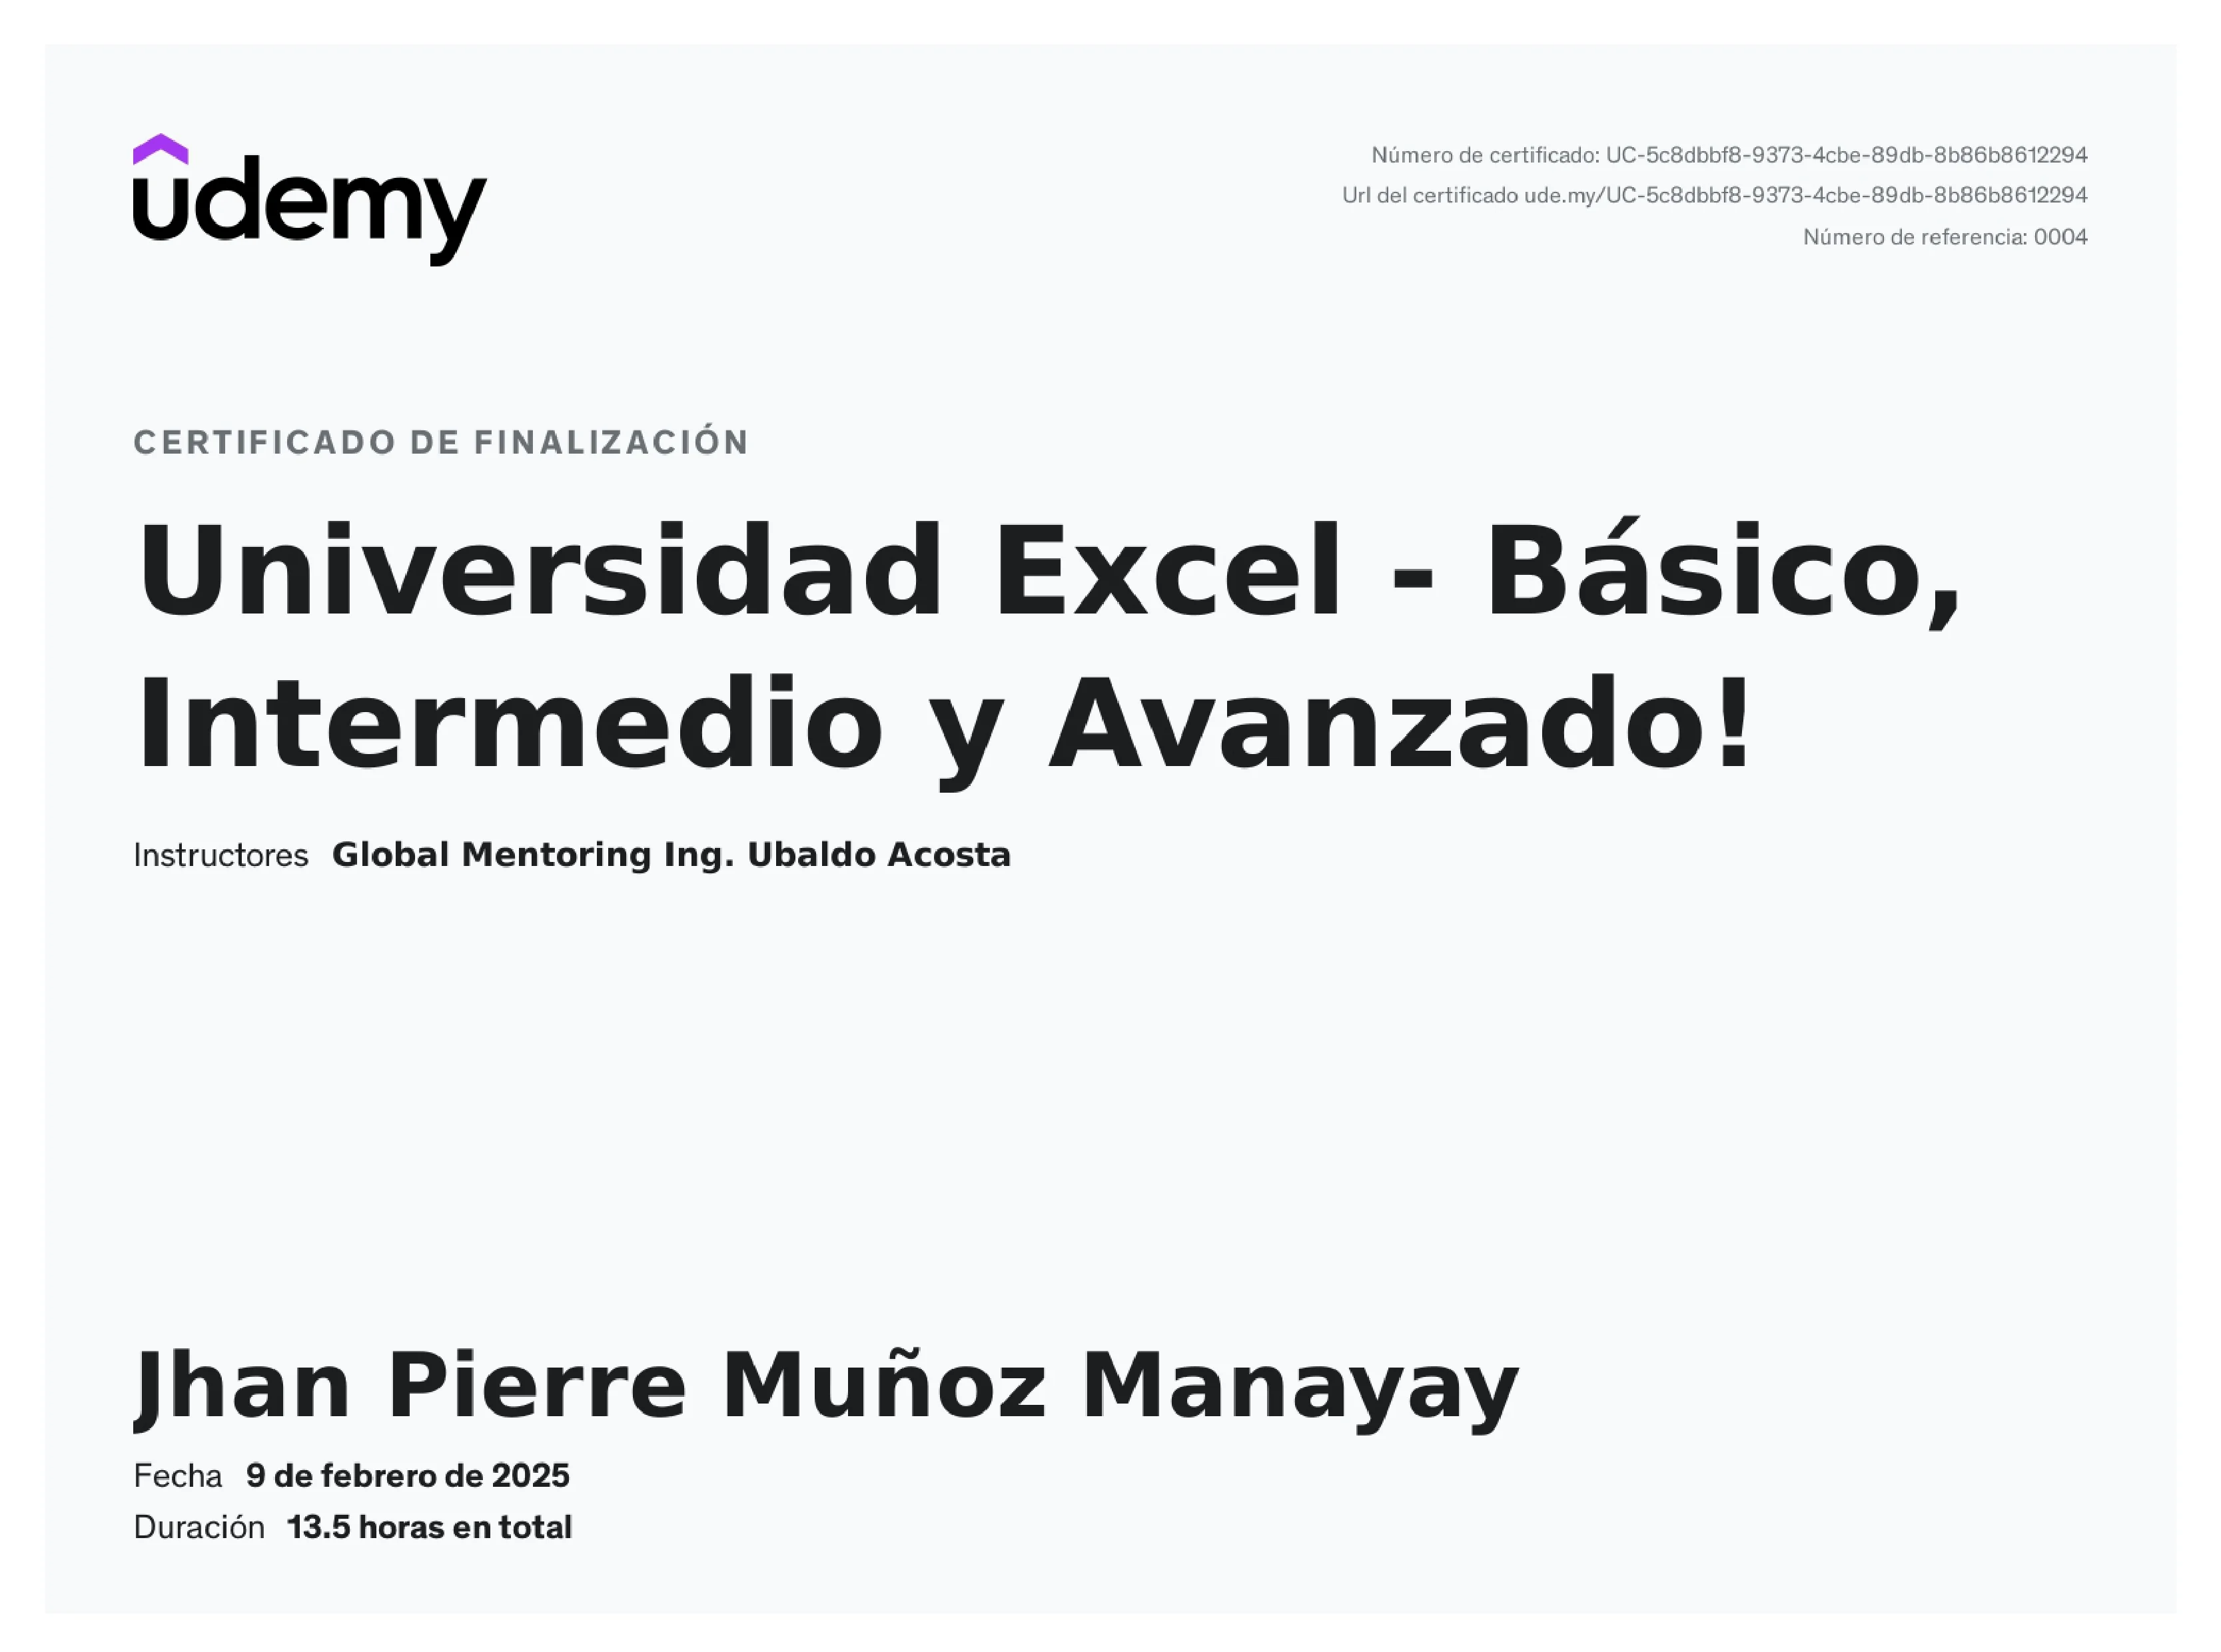 udemy
Número de certificado: UC-5c8dbbf8-9373-4cbe-89db-8b86b8612294
Url del certificado ude.my/UC-5c8dbbf8-9373-4cbe-89db-8b86b8612294
Número de referencia: 0004
CERTIFICADO DE FINALIZACIÓN
Universidad Excel - Básico,
Intermedio y Avanzado!
Instructores Global Mentoring Ing. Ubaldo Acosta
Jhan Pierre Muñoz Manayay
Fecha 9 de febrero de 2025
Duración 13.5 horas en total